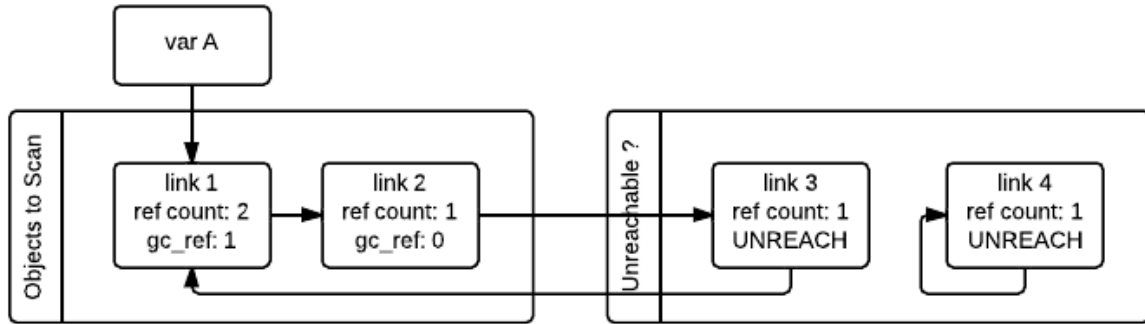 var A
Objects to Scan
link 1
ref count: 2
gc_ref: 1
link 2
ref count: 1
gc_ref: 0
Unreachable ?
link 3
ref count: 1
UNREACH
link 4
ref count: 1
UNREACH